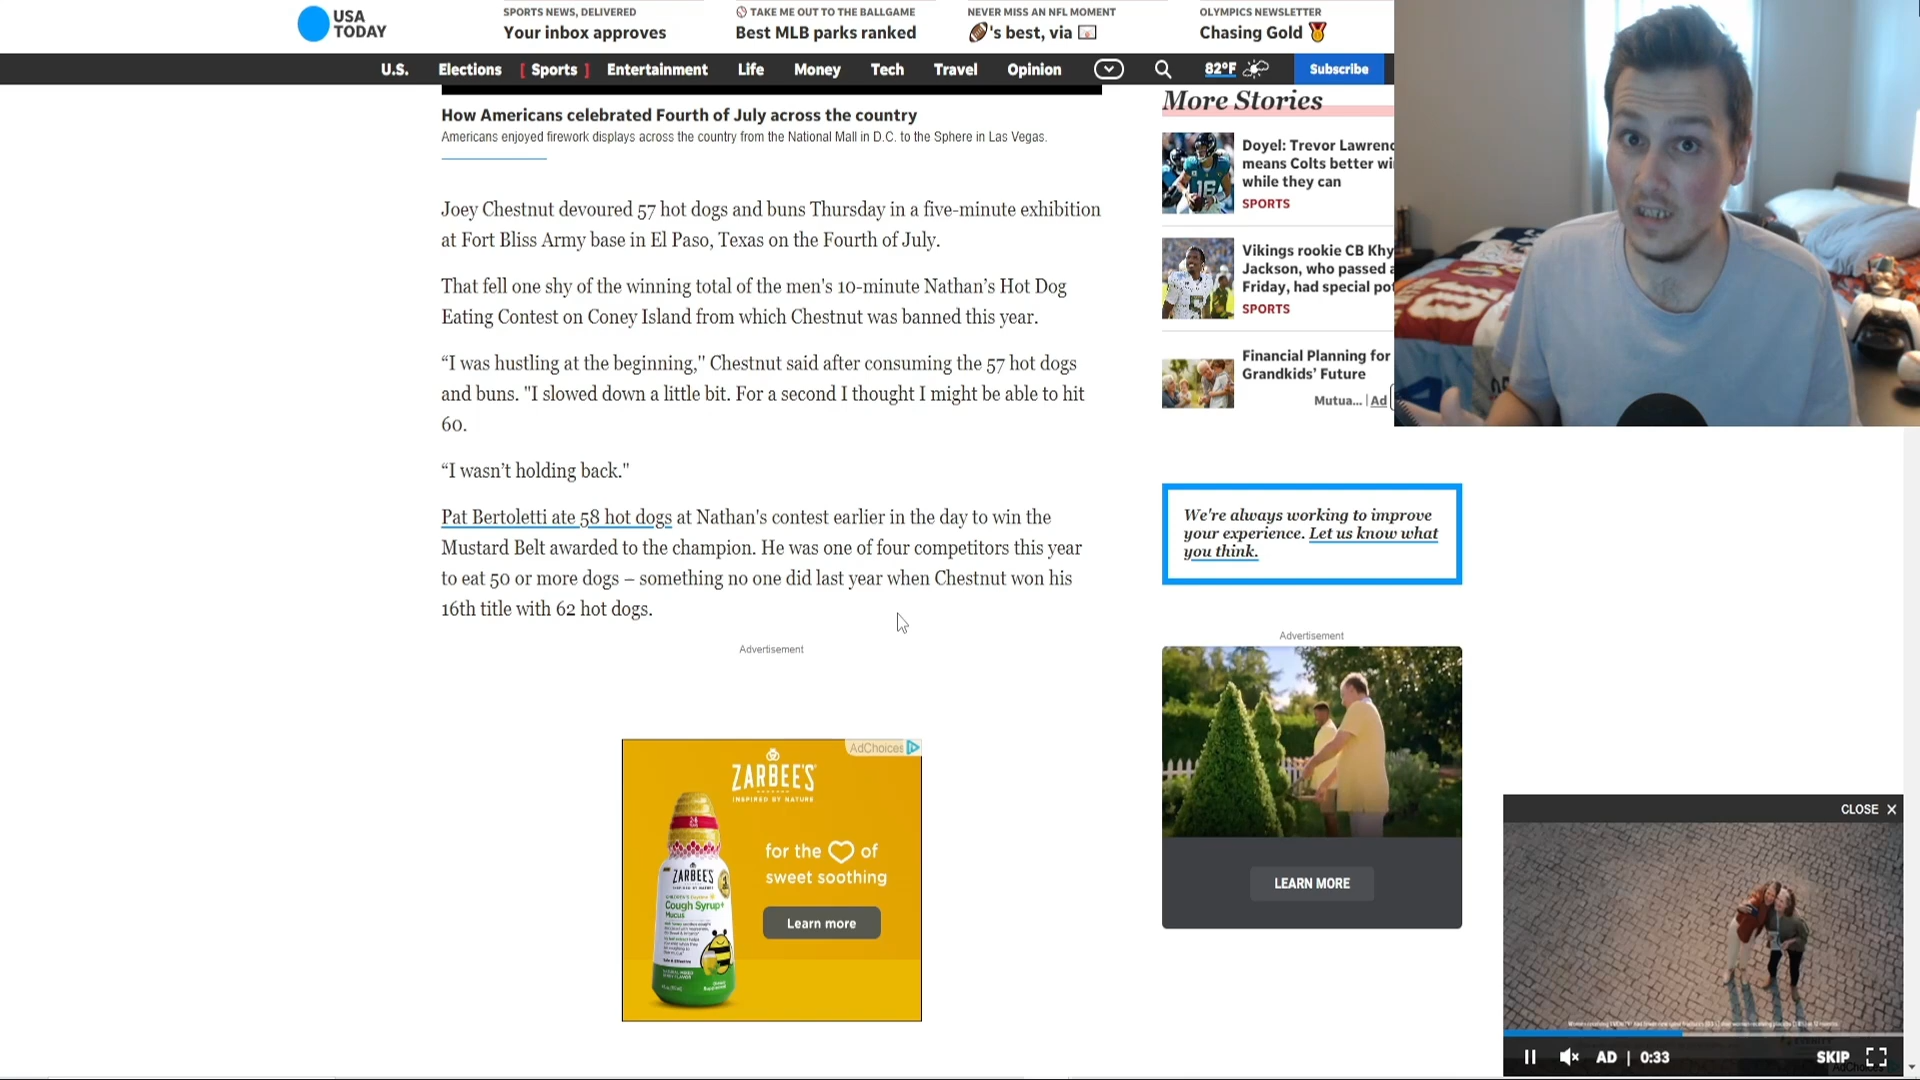 USA
TODAY
SPORTS NEWS, DELIVERED
Your inbox approves
TAKE ME OUT TO THE BALLGAME
Best MLB parks ranked
NEVER MISS AN NFL MOMENT
🏈's best, via
OLYMPICS NEWSLETTER
Chasing Gold
U.S. Elections Sports Entertainment Life Money Tech Travel Opinion 82°F Subscribe
How Americans celebrated Fourth of July across the country
Americans enjoyed firework displays across the country from the National Mall in D.C. to the Sphere in Las Vegas.
Joey Chestnut devoured 57 hot dogs and buns Thursday in a five-minute exhibition
at Fort Bliss Army base in El Paso, Texas on the Fourth of July.
That fell one shy of the winning total of the men's 10-minute Nathan’s Hot Dog
Eating Contest on Coney Island from which Chestnut was banned this year.
“I was hustling at the beginning," Chestnut said after consuming the 57 hot dogs
and buns. "I slowed down a little bit. For a second I thought I might be able to hit
60.
“I wasn’t holding back."
Pat Bertoletti ate 58 hot dogs at Nathan's contest earlier in the day to win the
Mustard Belt awarded to the champion. He was one of four competitors this year
to eat 50 or more dogs – something no one did last year when Chestnut won his
16th title with 62 hot dogs.
Advertisement
AdChoices
ZARBEE'S
INSPIRED BY NATURE
for the of
sweet soothing
Learn more
ZARBEE'S
Cough Syrup+
Mucus
More Stories
Doyel: Trevor Lawrenc
means Colts better wi
while they can
SPORTS
Vikings rookie CB Khy
Jackson, who passed a
Friday, had special po
SPORTS
Financial Planning for
Grandkids’ Future
Mutua... | Ad
We're always working to improve
your experience. Let us know what
you think.
Advertisement
LEARN MORE
CLOSE X
AD | 0:33
SKIP